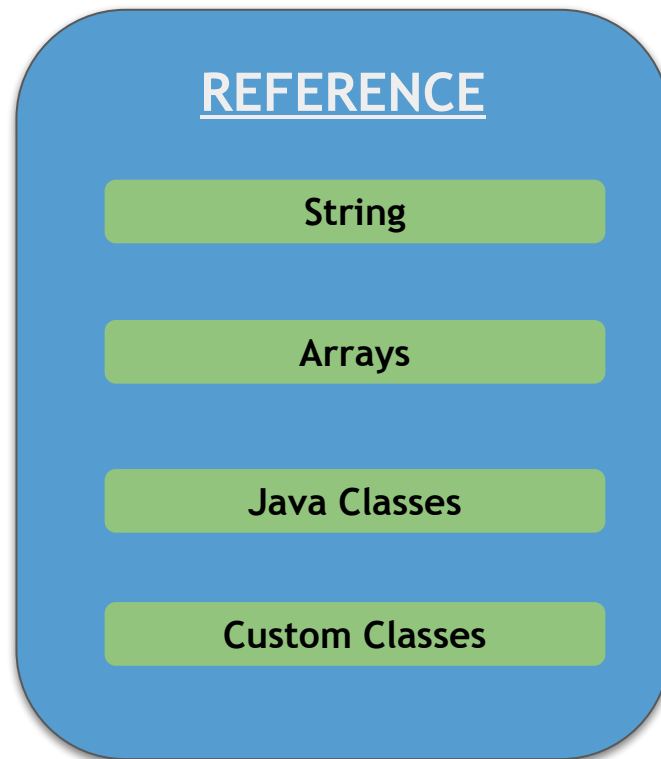 REFERENCE
String
Arrays
Java Classes
Custom Classes